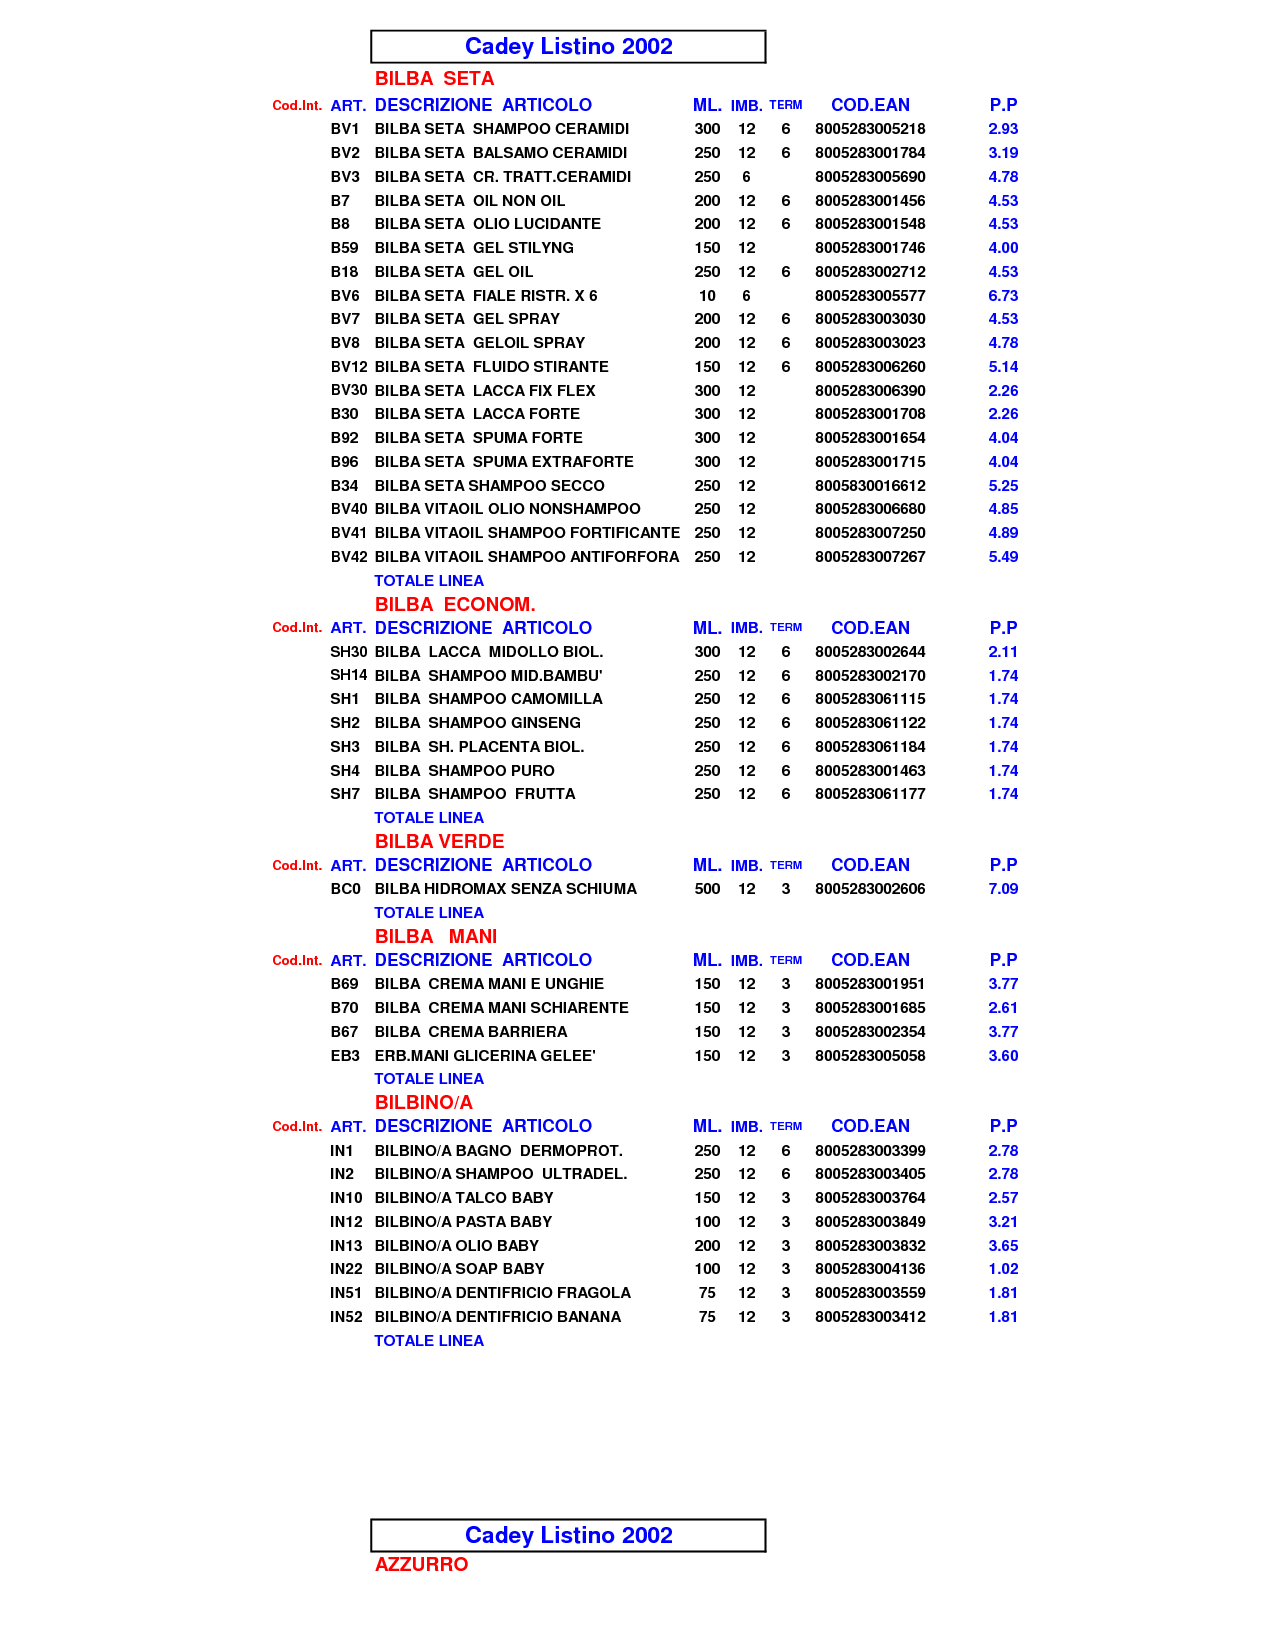 Cadey Listino 2002
BILBA SETA
Cod.Int. ART. DESCRIZIONE ARTICOLO ML. IMB. TERM COD.EAN P.P
BV1 BILBA SETA SHAMPOO CERAMIDI 300 12 6 8005283005218 2.93
BV2 BILBA SETA BALSAMO CERAMIDI 250 12 6 8005283001784 3.19
BV3 BILBA SETA CR. TRATT.CERAMIDI 250 6 8005283005690 4.78
B7 BILBA SETA OIL NON OIL 200 12 6 8005283001456 4.53
B8 BILBA SETA OLIO LUCIDANTE 200 12 6 8005283001548 4.53
B59 BILBA SETA GEL STILYNG 150 12 8005283001746 4.00
B18 BILBA SETA GEL OIL 250 12 6 8005283002712 4.53
BV6 BILBA SETA FIALE RISTR. X 6 10 6 8005283005577 6.73
BV7 BILBA SETA GEL SPRAY 200 12 6 8005283003030 4.53
BV8 BILBA SETA GELOIL SPRAY 200 12 6 8005283003023 4.78
BV12 BILBA SETA FLUIDO STIRANTE 150 12 6 8005283006260 5.14
BV30 BILBA SETA LACCA FIX FLEX 300 12 8005283006390 2.26
B30 BILBA SETA LACCA FORTE 300 12 8005283001708 2.26
B92 BILBA SETA SPUMA FORTE 300 12 8005283001654 4.04
B96 BILBA SETA SPUMA EXTRAFORTE 300 12 8005283001715 4.04
B34 BILBA SETA SHAMPOO SECCO 250 12 8005830016612 5.25
BV40 BILBA VITAOIL OLIO NONSHAMPOO 250 12 8005283006680 4.85
BV41 BILBA VITAOIL SHAMPOO FORTIFICANTE 250 12 8005283007250 4.89
BV42 BILBA VITAOIL SHAMPOO ANTIFORFORA 250 12 8005283007267 5.49
TOTALE LINEA
BILBA ECONOM.
Cod.Int. ART. DESCRIZIONE ARTICOLO ML. IMB. TERM COD.EAN P.P
SH30 BILBA LACCA MIDOLLO BIOL. 300 12 6 8005283002644 2.11
SH14 BILBA SHAMPOO MID.BAMBU' 250 12 6 8005283002170 1.74
SH1 BILBA SHAMPOO CAMOMILLA 250 12 6 8005283061115 1.74
SH2 BILBA SHAMPOO GINSENG 250 12 6 8005283061122 1.74
SH3 BILBA SH. PLACENTA BIOL. 250 12 6 8005283061184 1.74
SH4 BILBA SHAMPOO PURO 250 12 6 8005283001463 1.74
SH7 BILBA SHAMPOO FRUTTA 250 12 6 8005283061177 1.74
TOTALE LINEA
BILBA VERDE
Cod.Int. ART. DESCRIZIONE ARTICOLO ML. IMB. TERM COD.EAN P.P
BC0 BILBA HIDROMAX SENZA SCHIUMA 500 12 3 8005283002606 7.09
TOTALE LINEA
BILBA MANI
Cod.Int. ART. DESCRIZIONE ARTICOLO ML. IMB. TERM COD.EAN P.P
B69 BILBA CREMA MANI E UNGHIE 150 12 3 8005283001951 3.77
B70 BILBA CREMA MANI SCHIARENTE 150 12 3 8005283001685 2.61
B67 BILBA CREMA BARRIERA 150 12 3 8005283002354 3.77
EB3 ERB.MANI GLICERINA GELEE' 150 12 3 8005283005058 3.60
TOTALE LINEA
BILBINO/A
Cod.Int. ART. DESCRIZIONE ARTICOLO ML. IMB. TERM COD.EAN P.P
IN1 BILBINO/A BAGNO DERMOPROT. 250 12 6 8005283003399 2.78
IN2 BILBINO/A SHAMPOO ULTRADEL. 250 12 6 8005283003405 2.78
IN10 BILBINO/A TALCO BABY 150 12 3 8005283003764 2.57
IN12 BILBINO/A PASTA BABY 100 12 3 8005283003849 3.21
IN13 BILBINO/A OLIO BABY 200 12 3 8005283003832 3.65
IN22 BILBINO/A SOAP BABY 100 12 3 8005283004136 1.02
IN51 BILBINO/A DENTIFRICIO FRAGOLA 75 12 3 8005283003559 1.81
IN52 BILBINO/A DENTIFRICIO BANANA 75 12 3 8005283003412 1.81
TOTALE LINEA
Cadey Listino 2002
AZZURRO